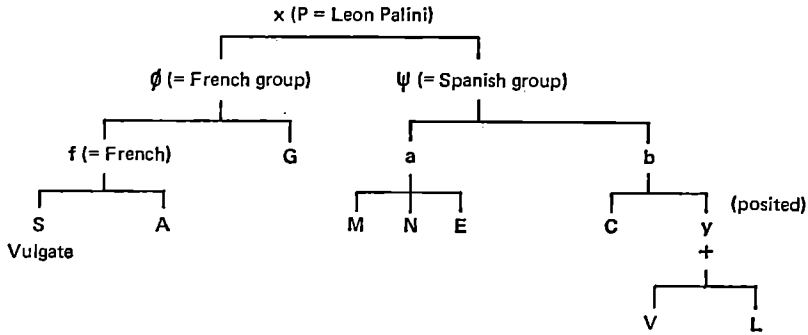 x (P = Leon Palini)
ϕ (= French group) ψ (= Spanish group)
f (= French) G a b
S A M N E C y (posited)
Vulgate +
V L